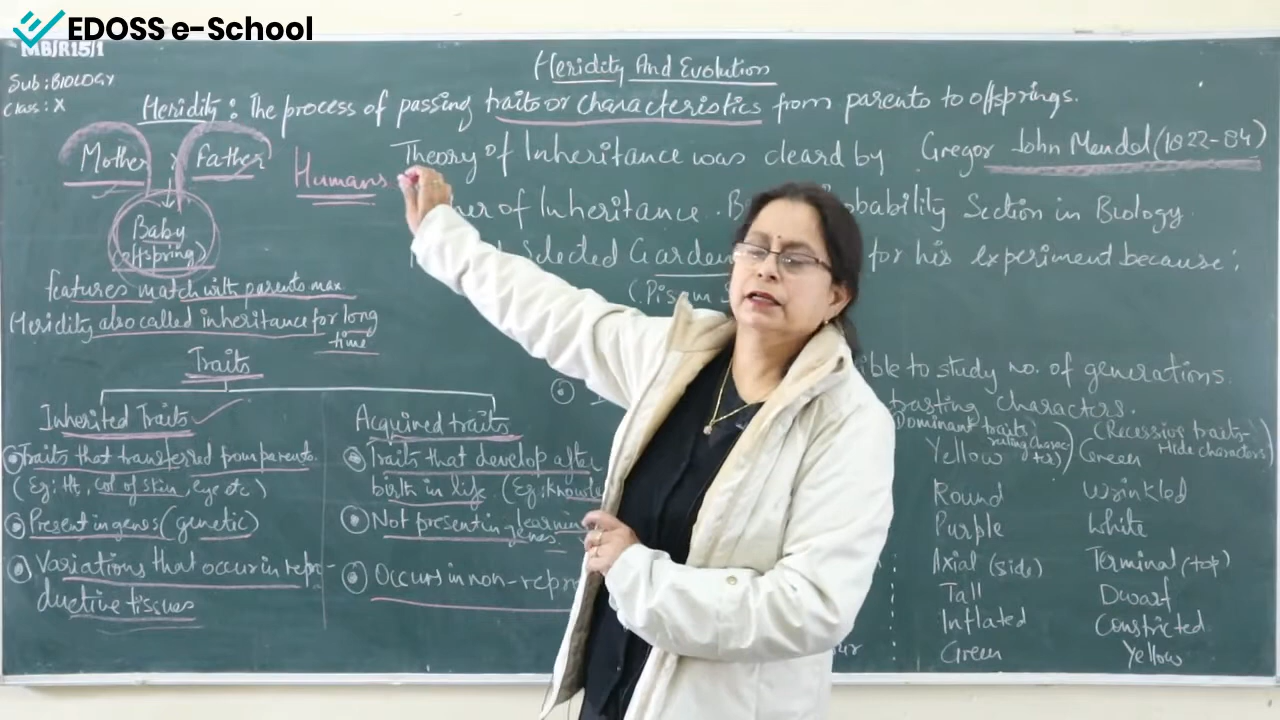 EDOSS e-School
MB/R15/1
Sub: BIOLOGY
Class: X
Heridity And Evolution
Heridity: The process of passing traits or characteristics from parents to offsprings.
Mother x Father
Baby
(offspring)
Humans
features match with parents max
Heridity also called inheritance for long
time
Traits
Inherited Traits
Traits that transferred from parents.
(Eg: Ht, Col of Skin, eye etc)
Present in genes (genetic)
Variations that occur in repro-
ductive tissues
Acquired traits
Traits that develop after
birth in life. (Eg:
learning
Not present in genes.
Occurs in non-repro
Theory of Inheritance was cleard by Gregor John Mendel (1822-84)
of Inheritance. Section in Biology.
Selected Garden for his experiment because:
(Pisum
to study no. of generations.
characters.
(Dominant traits (Recessive traits-
Hide characters)
Yellow Green
Round Wrinkled
Purple White
Axial (side) Terminal (top)
Tall Dwarf
Inflated Constricted
Green Yellow